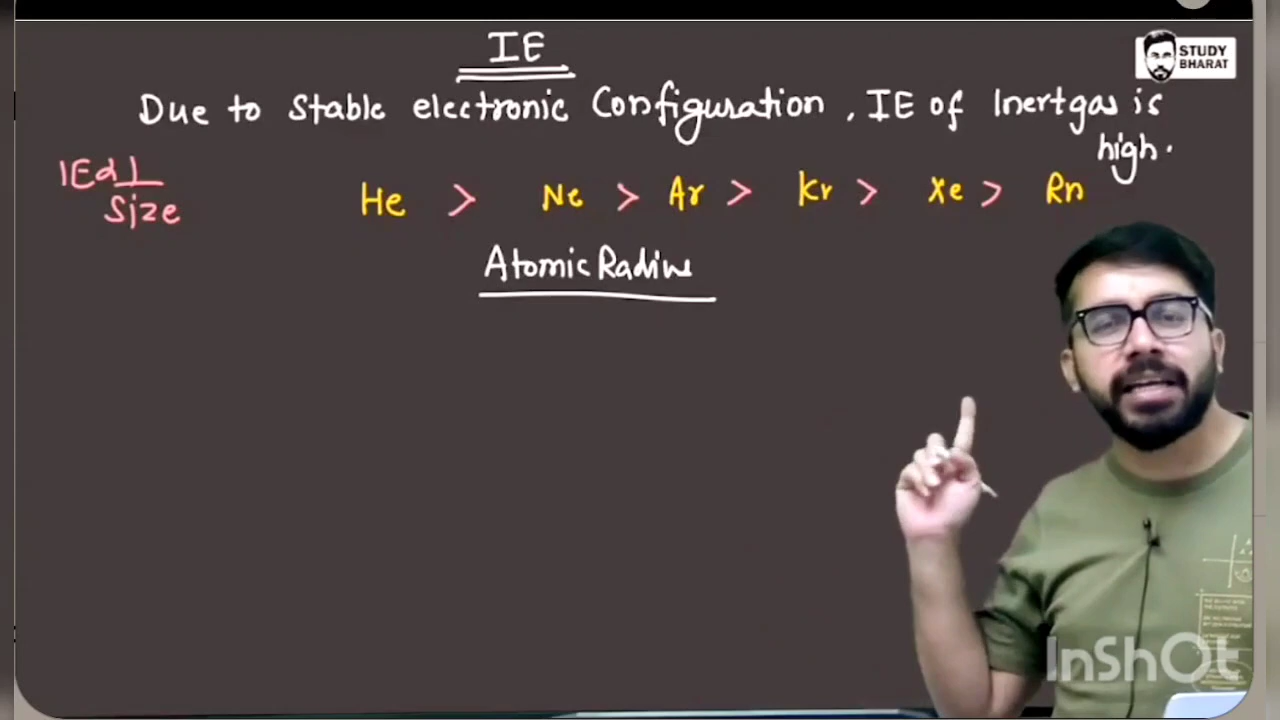 IE
STUDY
BHARAT
Due to Stable electronic Configuration, IE of Inertgas is
high.
IE α 1
Size
He > Ne > Ar > Kr > Xe > Rn
Atomic Radius
InShOt